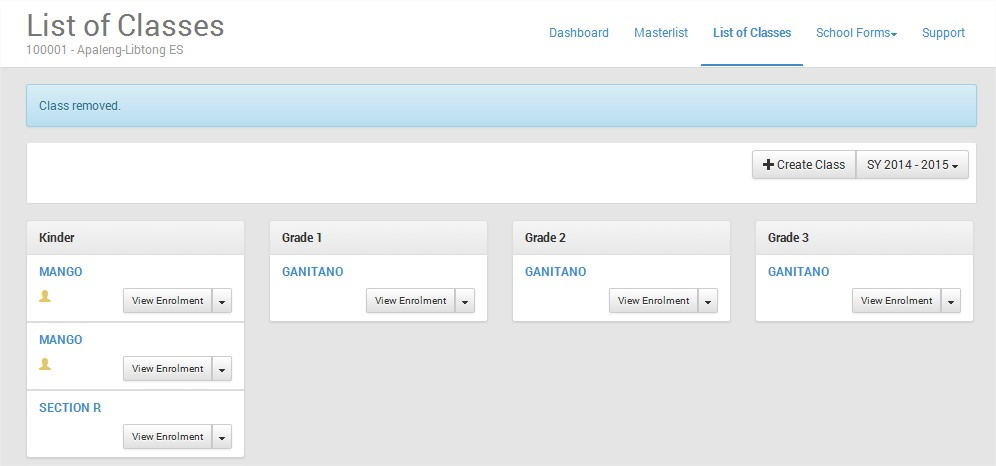 List of Classes
100001 - Apaleng-Libtong ES
Dashboard Masterlist List of Classes School Forms Support
Class removed.
Create Class SY 2014 - 2015
Kinder
MANGO
View Enrolment
MANGO
View Enrolment
SECTION R
View Enrolment
Grade 1
GANITANO
View Enrolment
Grade 2
GANITANO
View Enrolment
Grade 3
GANITANO
View Enrolment